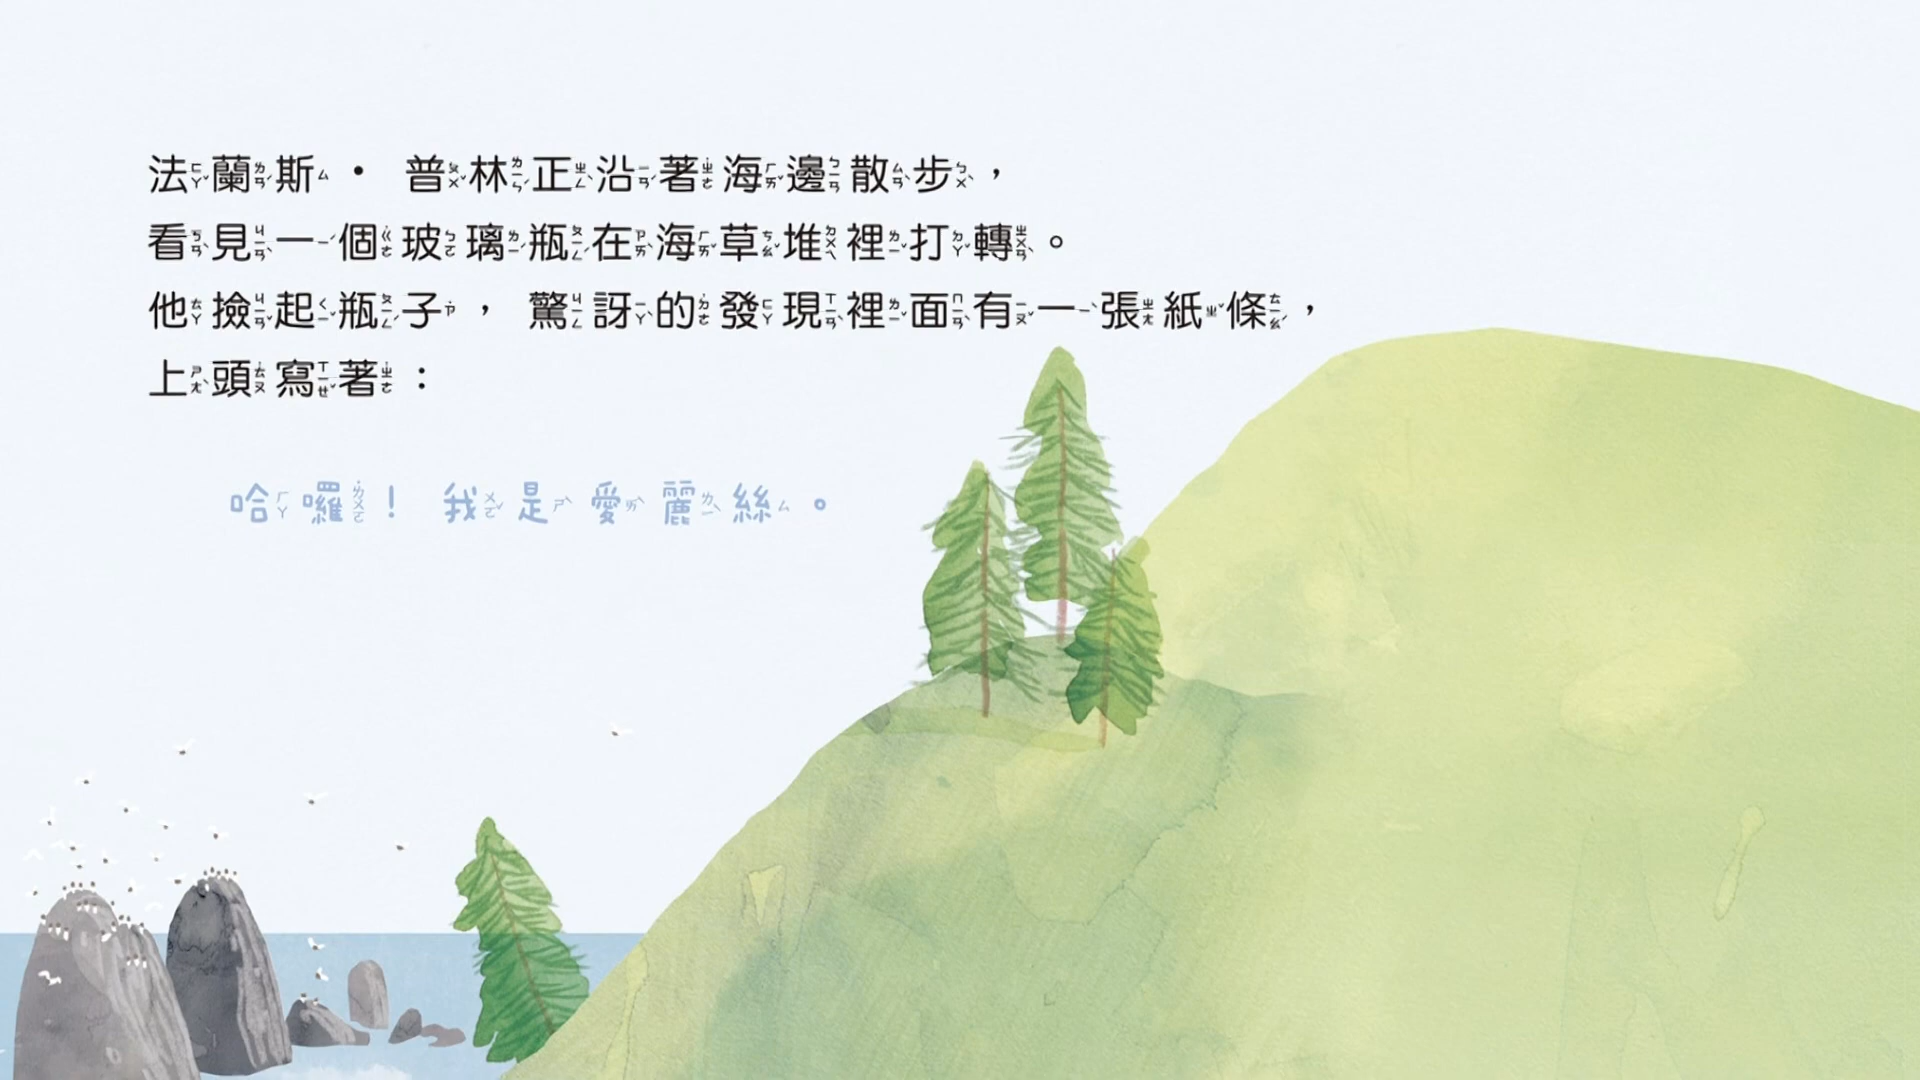 法蘭斯・普林正沿著海邊散步，
看見一個玻璃瓶在海草堆裡打轉。
他撿起瓶子，驚訝的發現裡面有一張紙條，
上頭寫著：
哈囉！我是愛麗絲。